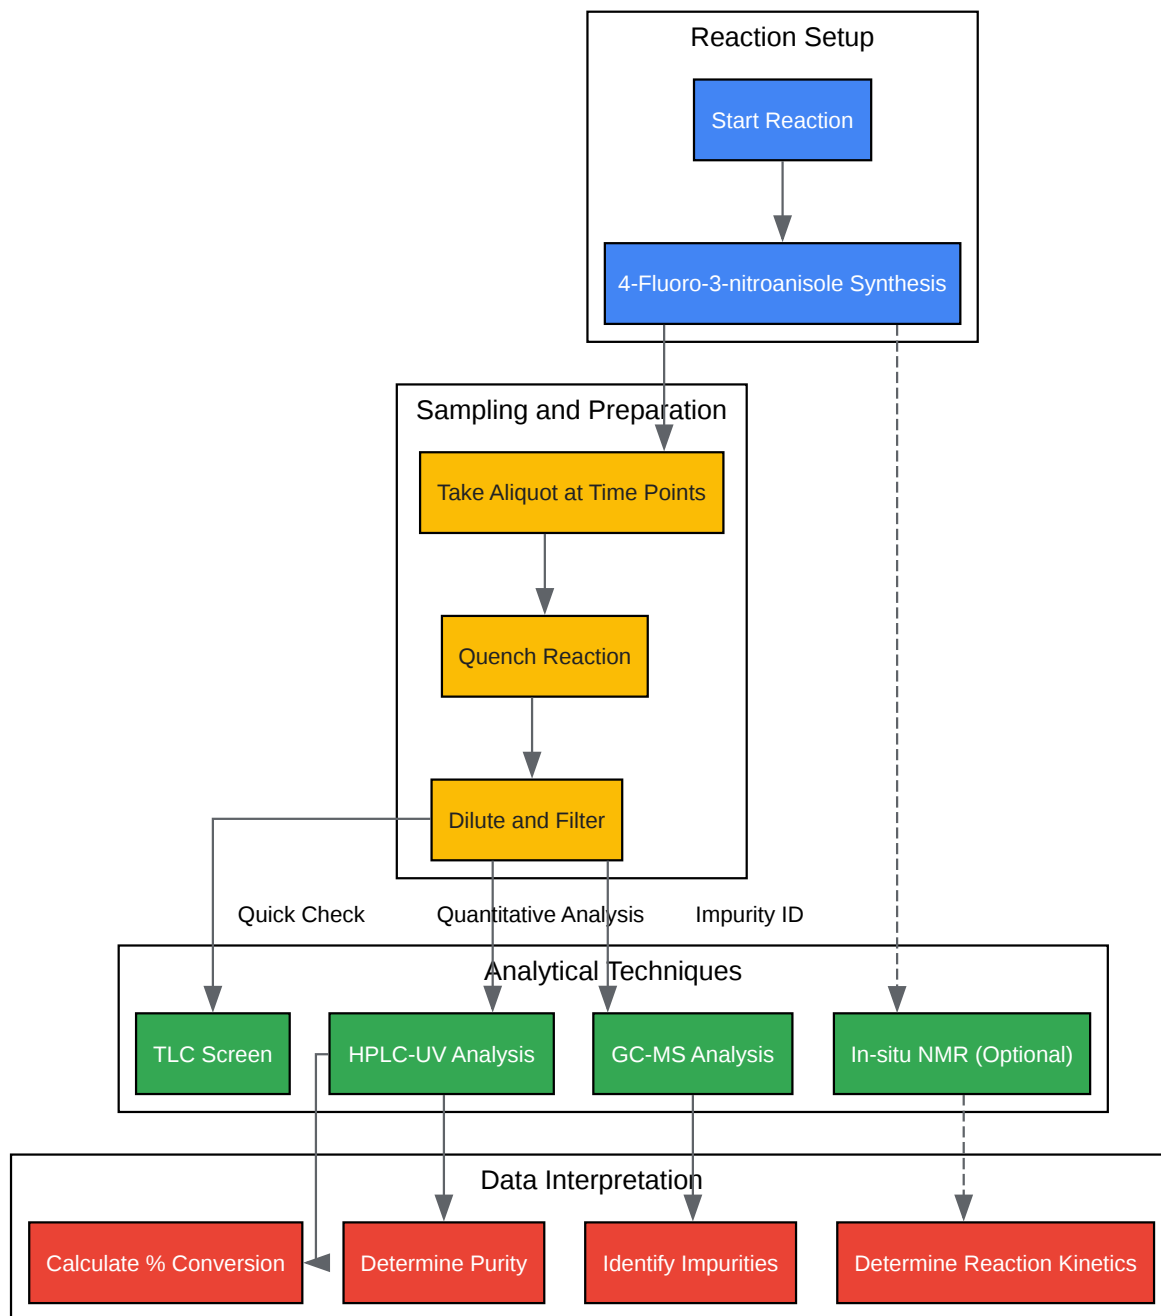 Reaction Setup
Start Reaction
4-Fluoro-3-nitroanisole Synthesis
Sampling and Preparation
Take Aliquot at Time Points
Quench Reaction
Dilute and Filter
Quick Check
Quantitative Analysis
Impurity ID
Analytical Techniques
TLC Screen
HPLC-UV Analysis
GC-MS Analysis
In-situ NMR (Optional)
Data Interpretation
Calculate % Conversion
Determine Purity
Identify Impurities
Determine Reaction Kinetics